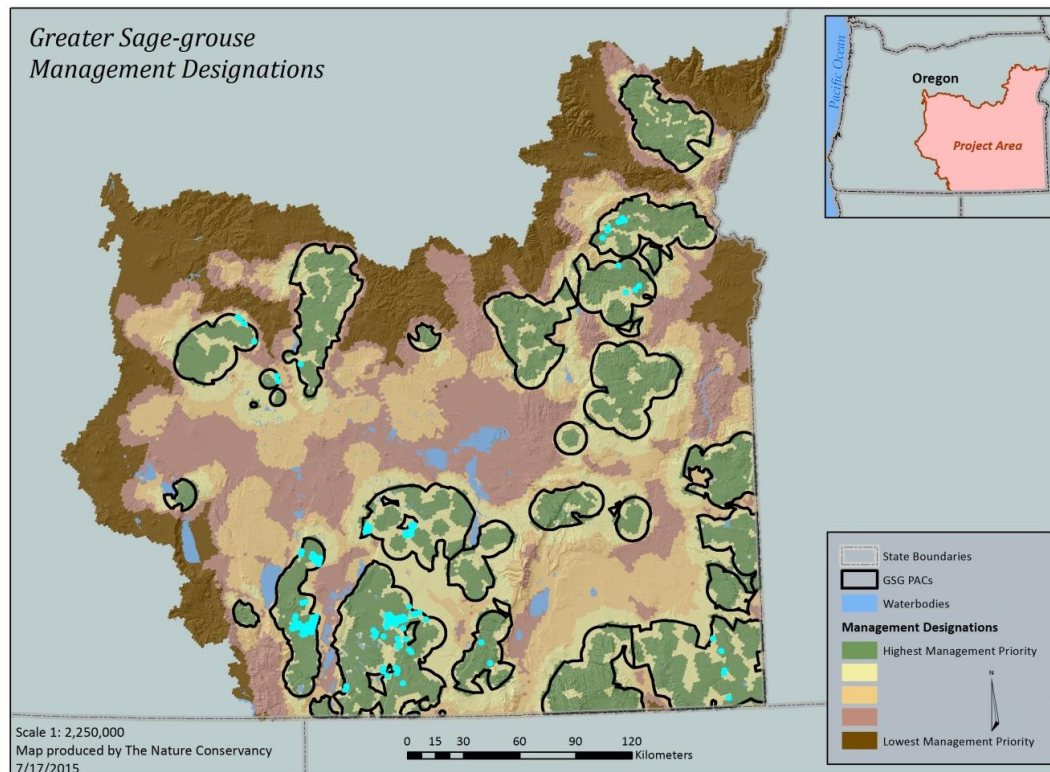 Greater Sage-grouse
Management Designations
Pacific Ocean
Oregon
Project Area
State Boundaries
GSG PACs
Waterbodies
Management Designations
Highest Management Priority
Lowest Management Priority
N
Scale 1: 2,250,000
Map produced by The Nature Conservancy
7/17/2015
0 15 30 60 90 120
Kilometers